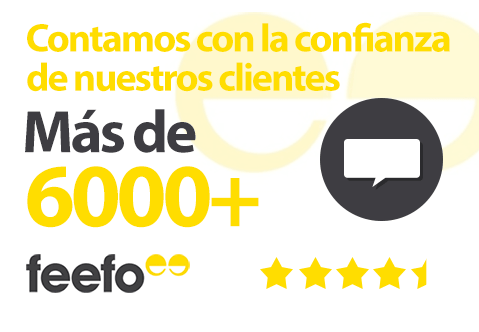 Contamos con la confianza
de nuestros clientes
Más de
6000+
feefo